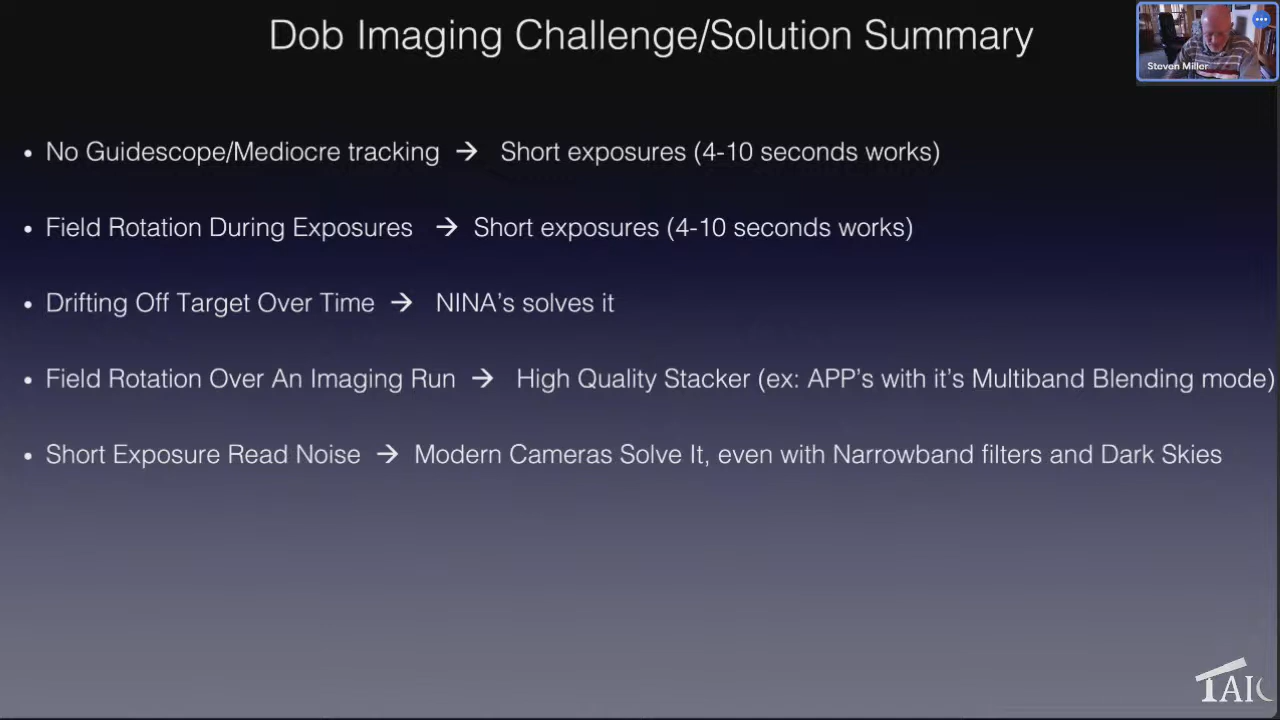 Dob Imaging Challenge/Solution Summary
Steven Miller
• No Guidescope/Mediocre tracking → Short exposures (4-10 seconds works)
• Field Rotation During Exposures → Short exposures (4-10 seconds works)
• Drifting Off Target Over Time → NINA’s solves it
• Field Rotation Over An Imaging Run → High Quality Stacker (ex: APP’s with it’s Multiband Blending mode)
• Short Exposure Read Noise → Modern Cameras Solve It, even with Narrowband filters and Dark Skies
TAIC